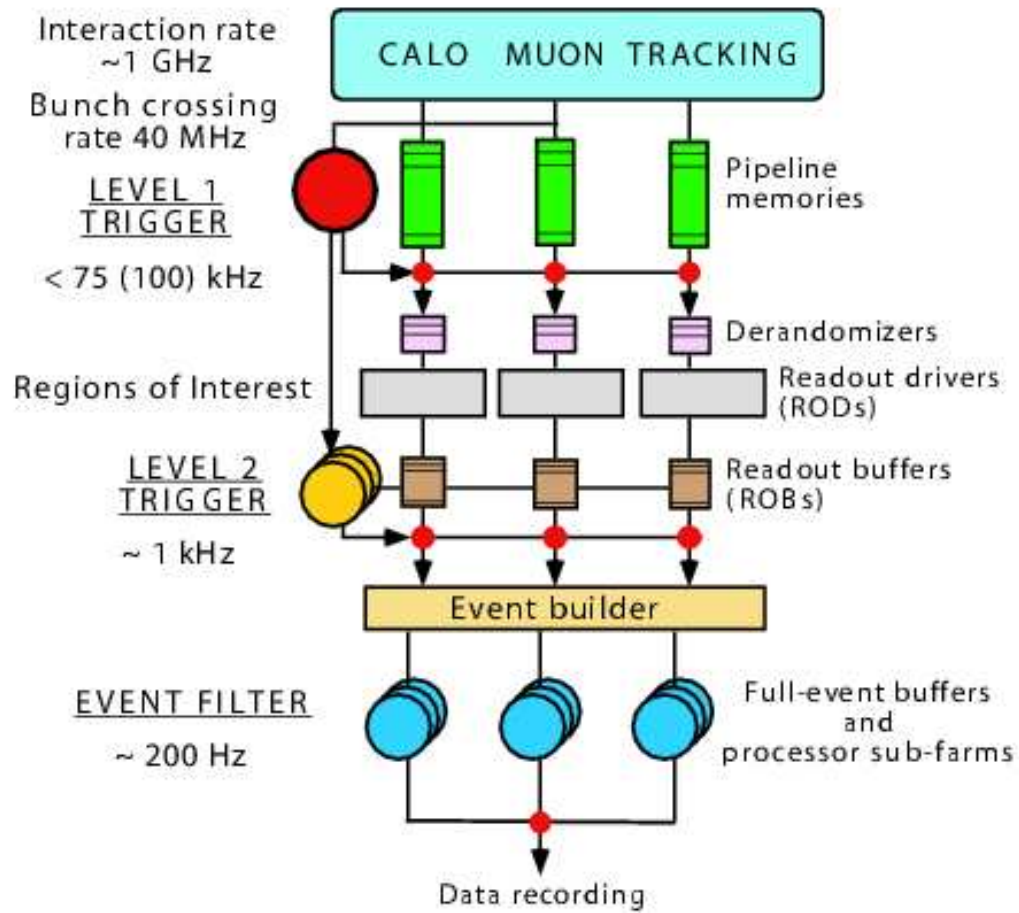 Interaction rate
~1 GHz
CALO MUON TRACKING
Bunch crossing
rate 40 MHz
LEVEL 1
TRIGGER
Pipeline
memories
< 75 (100) kHz
Derandomizers
Regions of Interest
Readout drivers
(RODs)
LEVEL 2
TRIGGER
Readout buffers
(ROBs)
~ 1 kHz
Event builder
EVENT FILTER
~ 200 Hz
Full-event buffers
and
processor sub-farms
Data recording